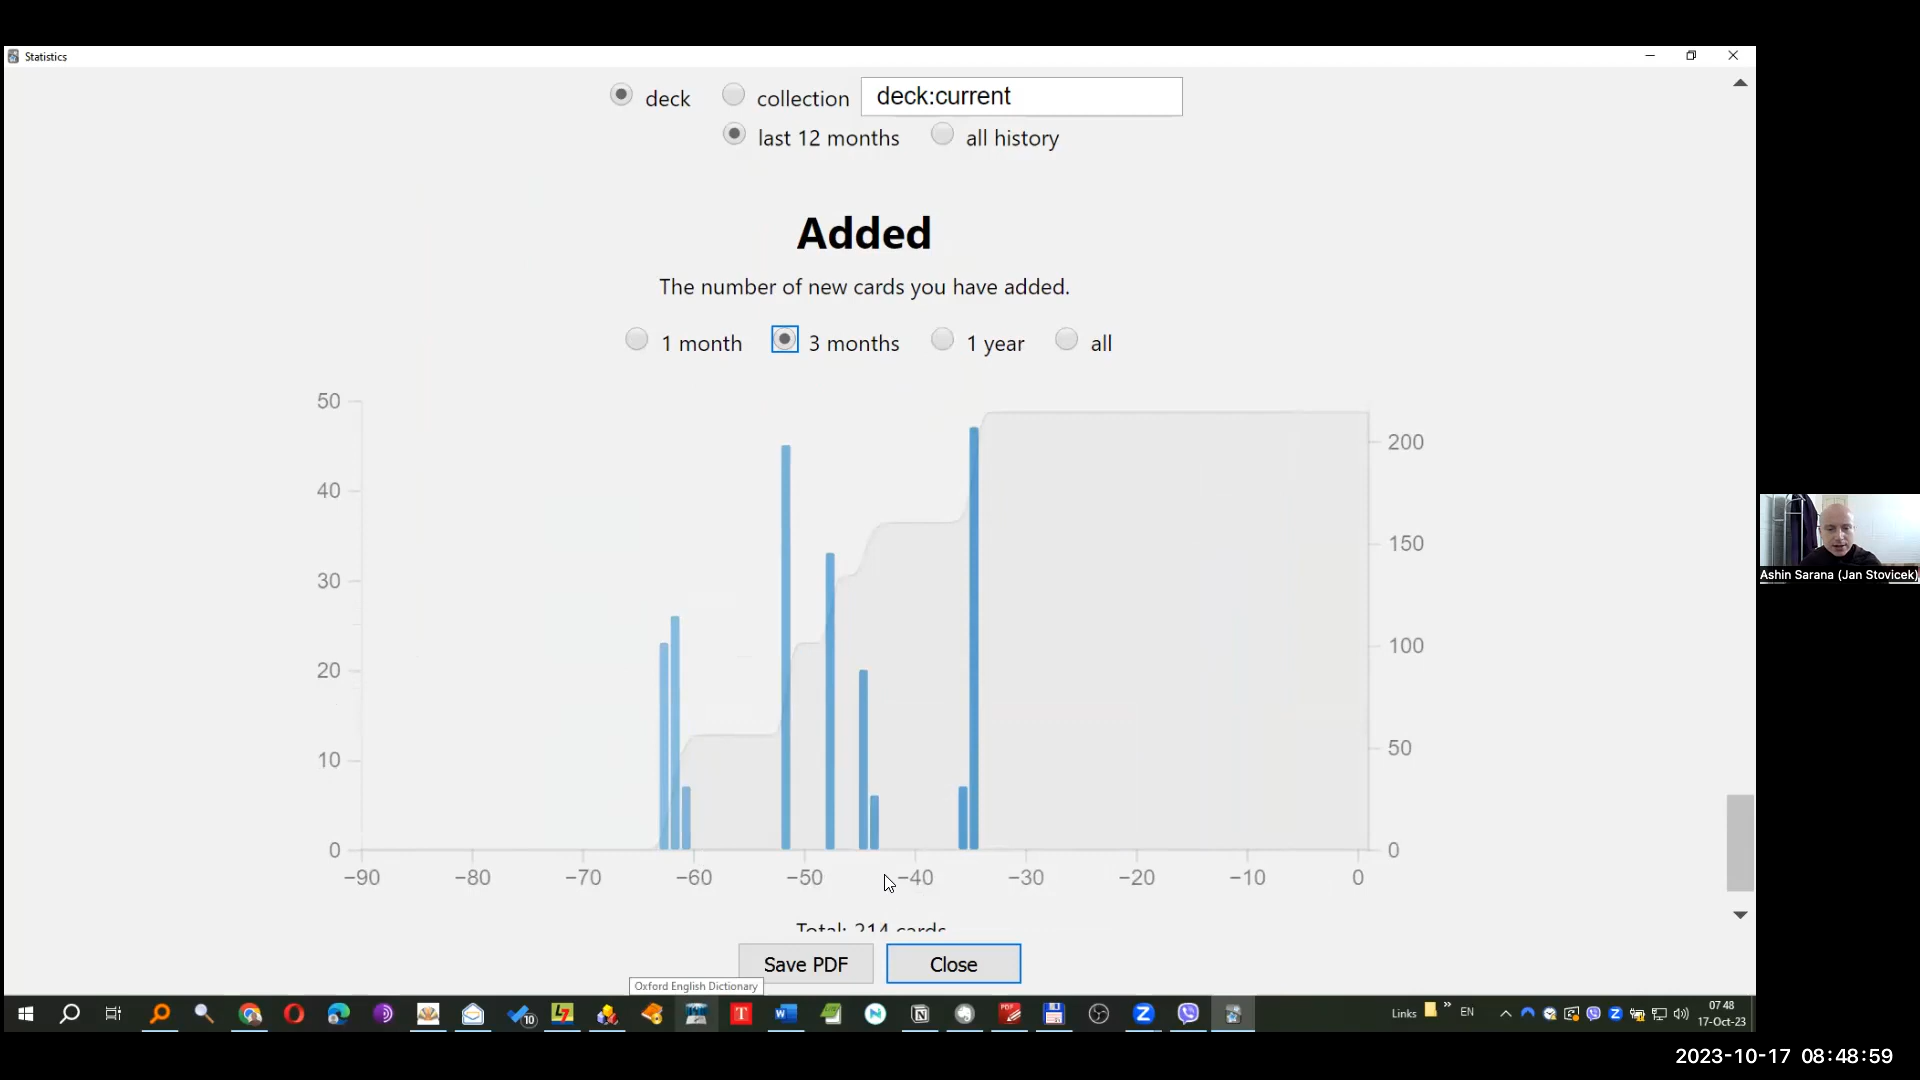 Statistics
deck collection deck:current
last 12 months all history
Added
The number of new cards you have added.
1 month 3 months 1 year all
50
40
30
20
10
0
200
150
100
50
0
−90 −80 −70 −60 −50 −40 −30 −20 −10 0
Total: 214 cards
Save PDF Close
Oxford English Dictionary
Links » EN
07 48
17-Oct-23
Ashin Sarana (Jan Stovicek)
2023-10-17 08:48:59